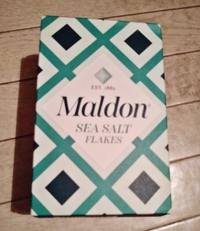 EST. 1882
Maldon
SEA SALT
FLAKES